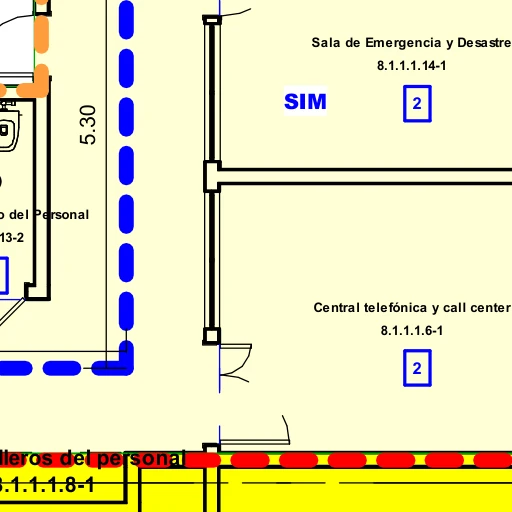 Sala de Emergencia y Desastre
8.1.1.1.14-1
SIM
2
5.30
o del Personal
13-2
Central telefónica y call center
8.1.1.1.6-1
2
lleros del personal
8.1.1.1.8-1